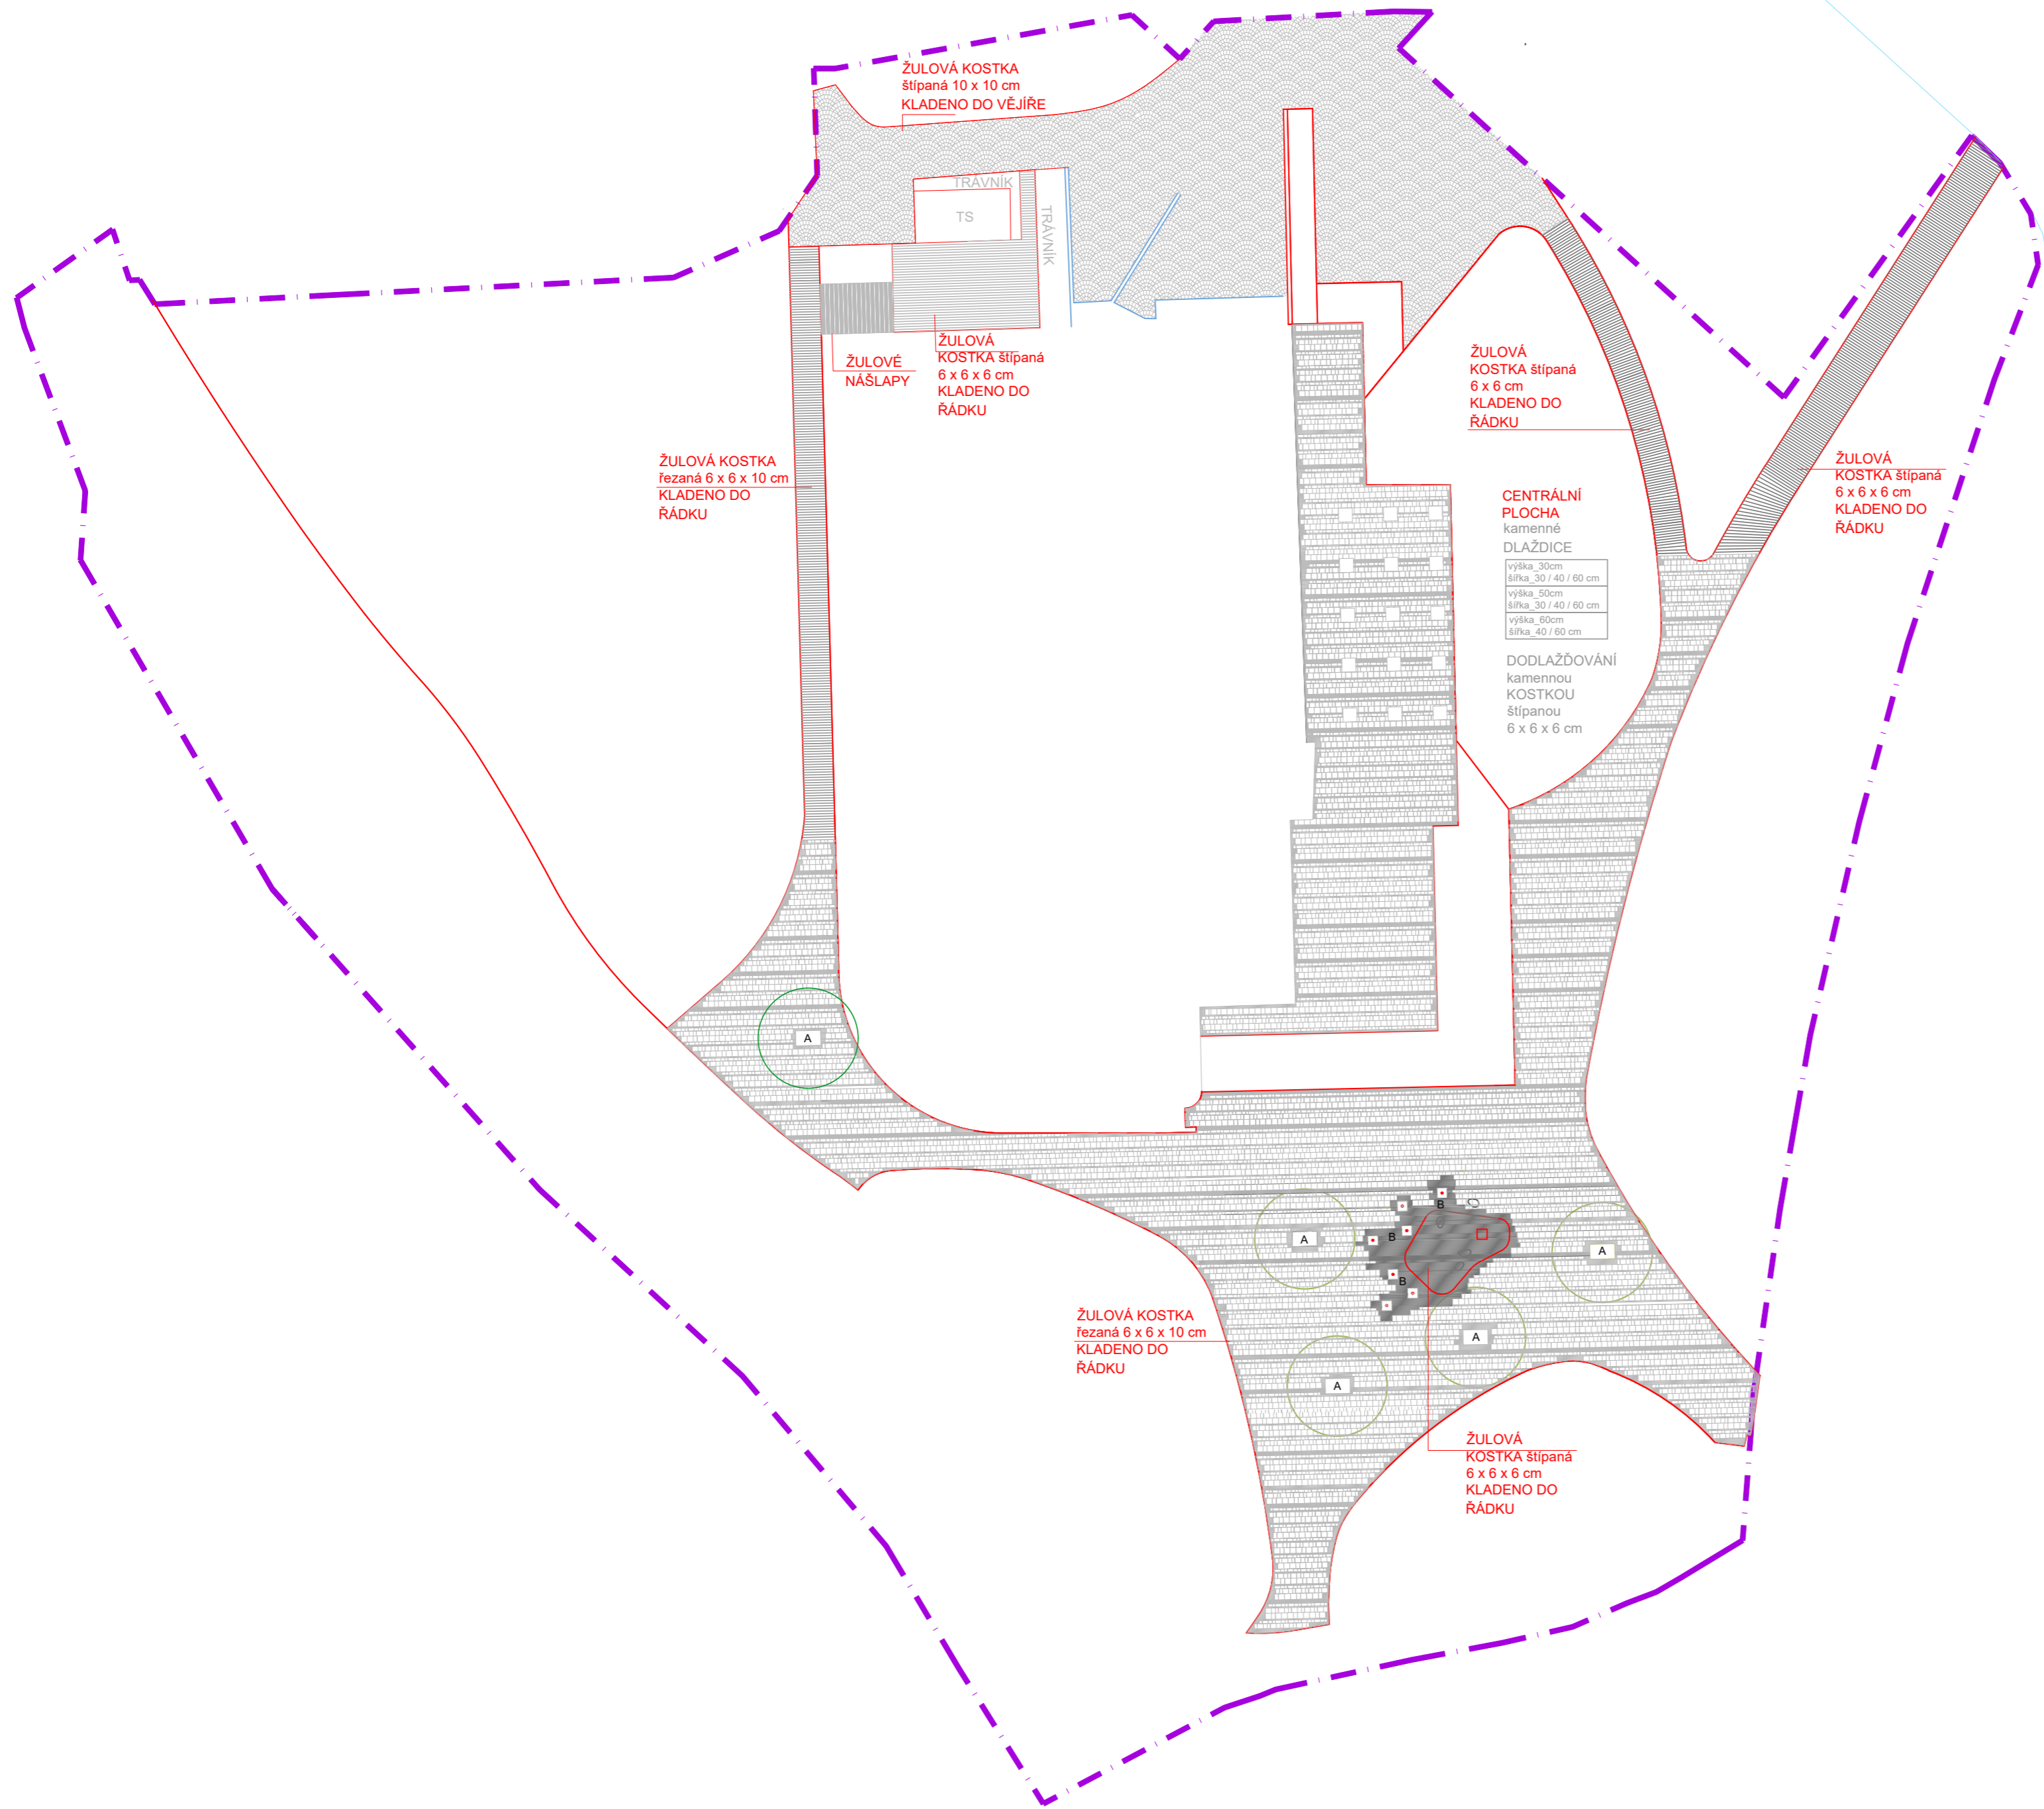 ŽULOVÁ KOSTKA
štípaná 10 x 10 cm
KLADENO DO VĚJÍŘE
TRÁVNÍK
TS
TRÁVNÍK
ŽULOVÉ
NÁŠLAPY
ŽULOVÁ
KOSTKA štípaná
6 x 6 x 6 cm
KLADENO DO
ŘÁDKU
ŽULOVÁ
KOSTKA štípaná
6 x 6 cm
KLADENO DO
ŘÁDKU
ŽULOVÁ KOSTKA
řezaná 6 x 6 x 10 cm
KLADENO DO
ŘÁDKU
ŽULOVÁ
KOSTKA štípaná
6 x 6 x 6 cm
KLADENO DO
ŘÁDKU
CENTRÁLNÍ
PLOCHA
kamenné
DLAŽDICE
výška_30cm
šířka_30 / 40 / 60 cm
výška_50cm
šířka_30 / 40 / 60 cm
výška_60cm
šířka_40 / 60 cm
DODLAŽĎOVÁNÍ
kamennou
KOSTKOU
štípanou
6 x 6 x 6 cm
A
B
B
A
A
B
A
A
ŽULOVÁ KOSTKA
řezaná 6 x 6 x 10 cm
KLADENO DO
ŘÁDKU
ŽULOVÁ
KOSTKA štípaná
6 x 6 x 6 cm
KLADENO DO
ŘÁDKU